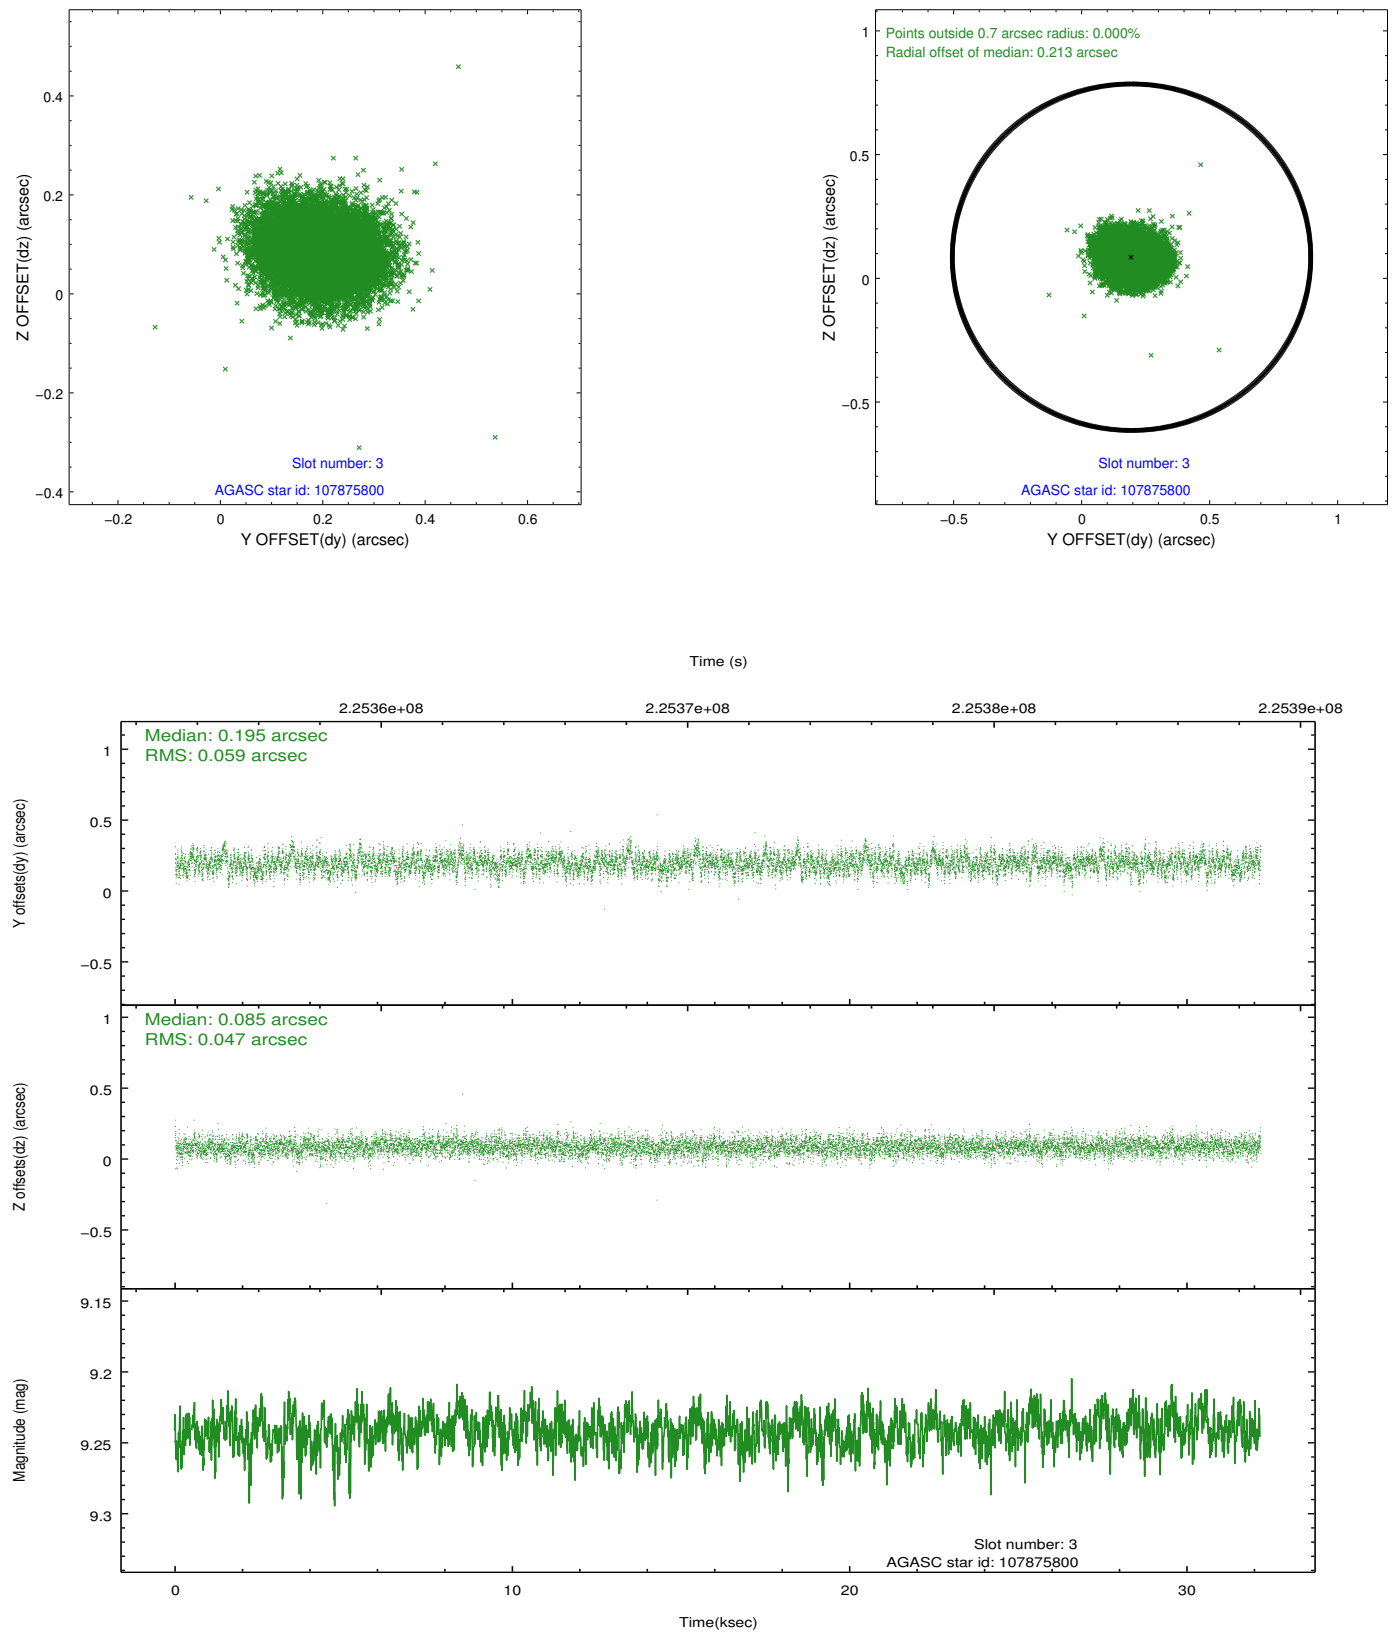 0.4
0.2
0
−0.2
−0.4
Z OFFSET(dz) (arcsec)
Slot number: 3
AGASC star id: 107875800
−0.2
0
0.2
0.4
0.6
Y OFFSET(dy) (arcsec)
Points outside 0.7 arcsec radius: 0.000%
Radial offset of median: 0.213 arcsec
1
0.5
0
−0.5
Z OFFSET(dz) (arcsec)
Slot number: 3
AGASC star id: 107875800
−0.5
0
0.5
1
Y OFFSET(dy) (arcsec)
Time (s)
2.2536e+08
2.2537e+08
2.2538e+08
2.2539e+08
Median: 0.195 arcsec
RMS: 0.059 arcsec
1
0.5
0
−0.5
Y offsets(dy) (arcsec)
Median: 0.085 arcsec
RMS: 0.047 arcsec
1
0.5
0
−0.5
Z offsets(dz) (arcsec)
9.15
9.2
9.25
9.3
Magnitude (mag)
Slot number: 3
AGASC star id: 107875800
0
10
20
30
Time(ksec)